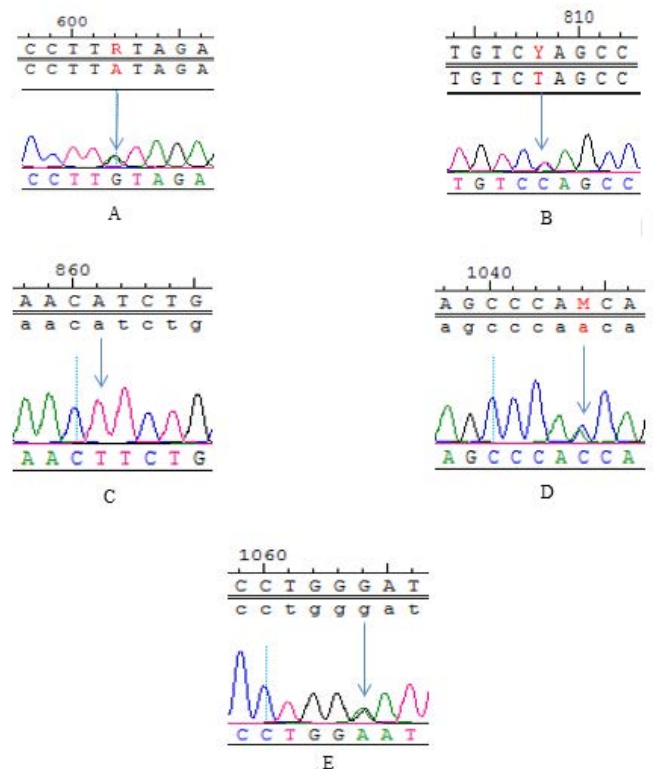 600
C C T T R T A G A
C C T T A T A G A
C C T T G T A G A
A
810
T G T C Y A G C C
T G T C T A G C C
T G T C C A G C C
B
860
A A C A T C T G
a a c a t c t g
A A C T T C T G
C
1040
A G C C C A M C A
a g c c c a a c a
A G C C C A C C A
D
1060
C C T G G G A T
c c t g g g a t
C C T G G A A T
E